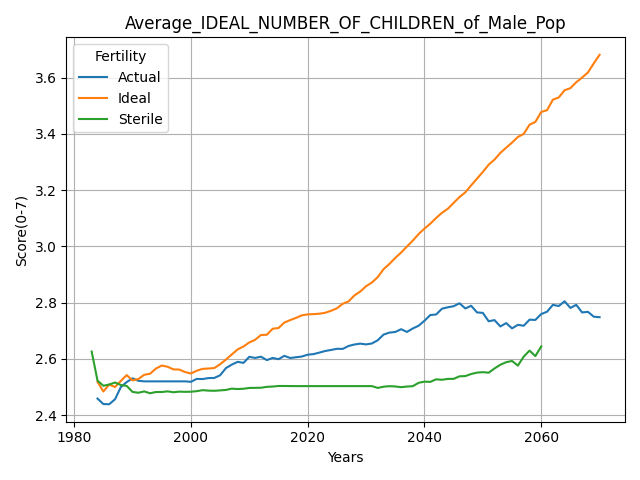 Average_IDEAL_NUMBER_OF_CHILDREN_of_Male_Pop
Fertility
Actual
Ideal
Sterile
Score(0-7)
3.6
3.4
3.2
3.0
2.8
2.6
2.4
1980 2000 2020 2040 2060
Years